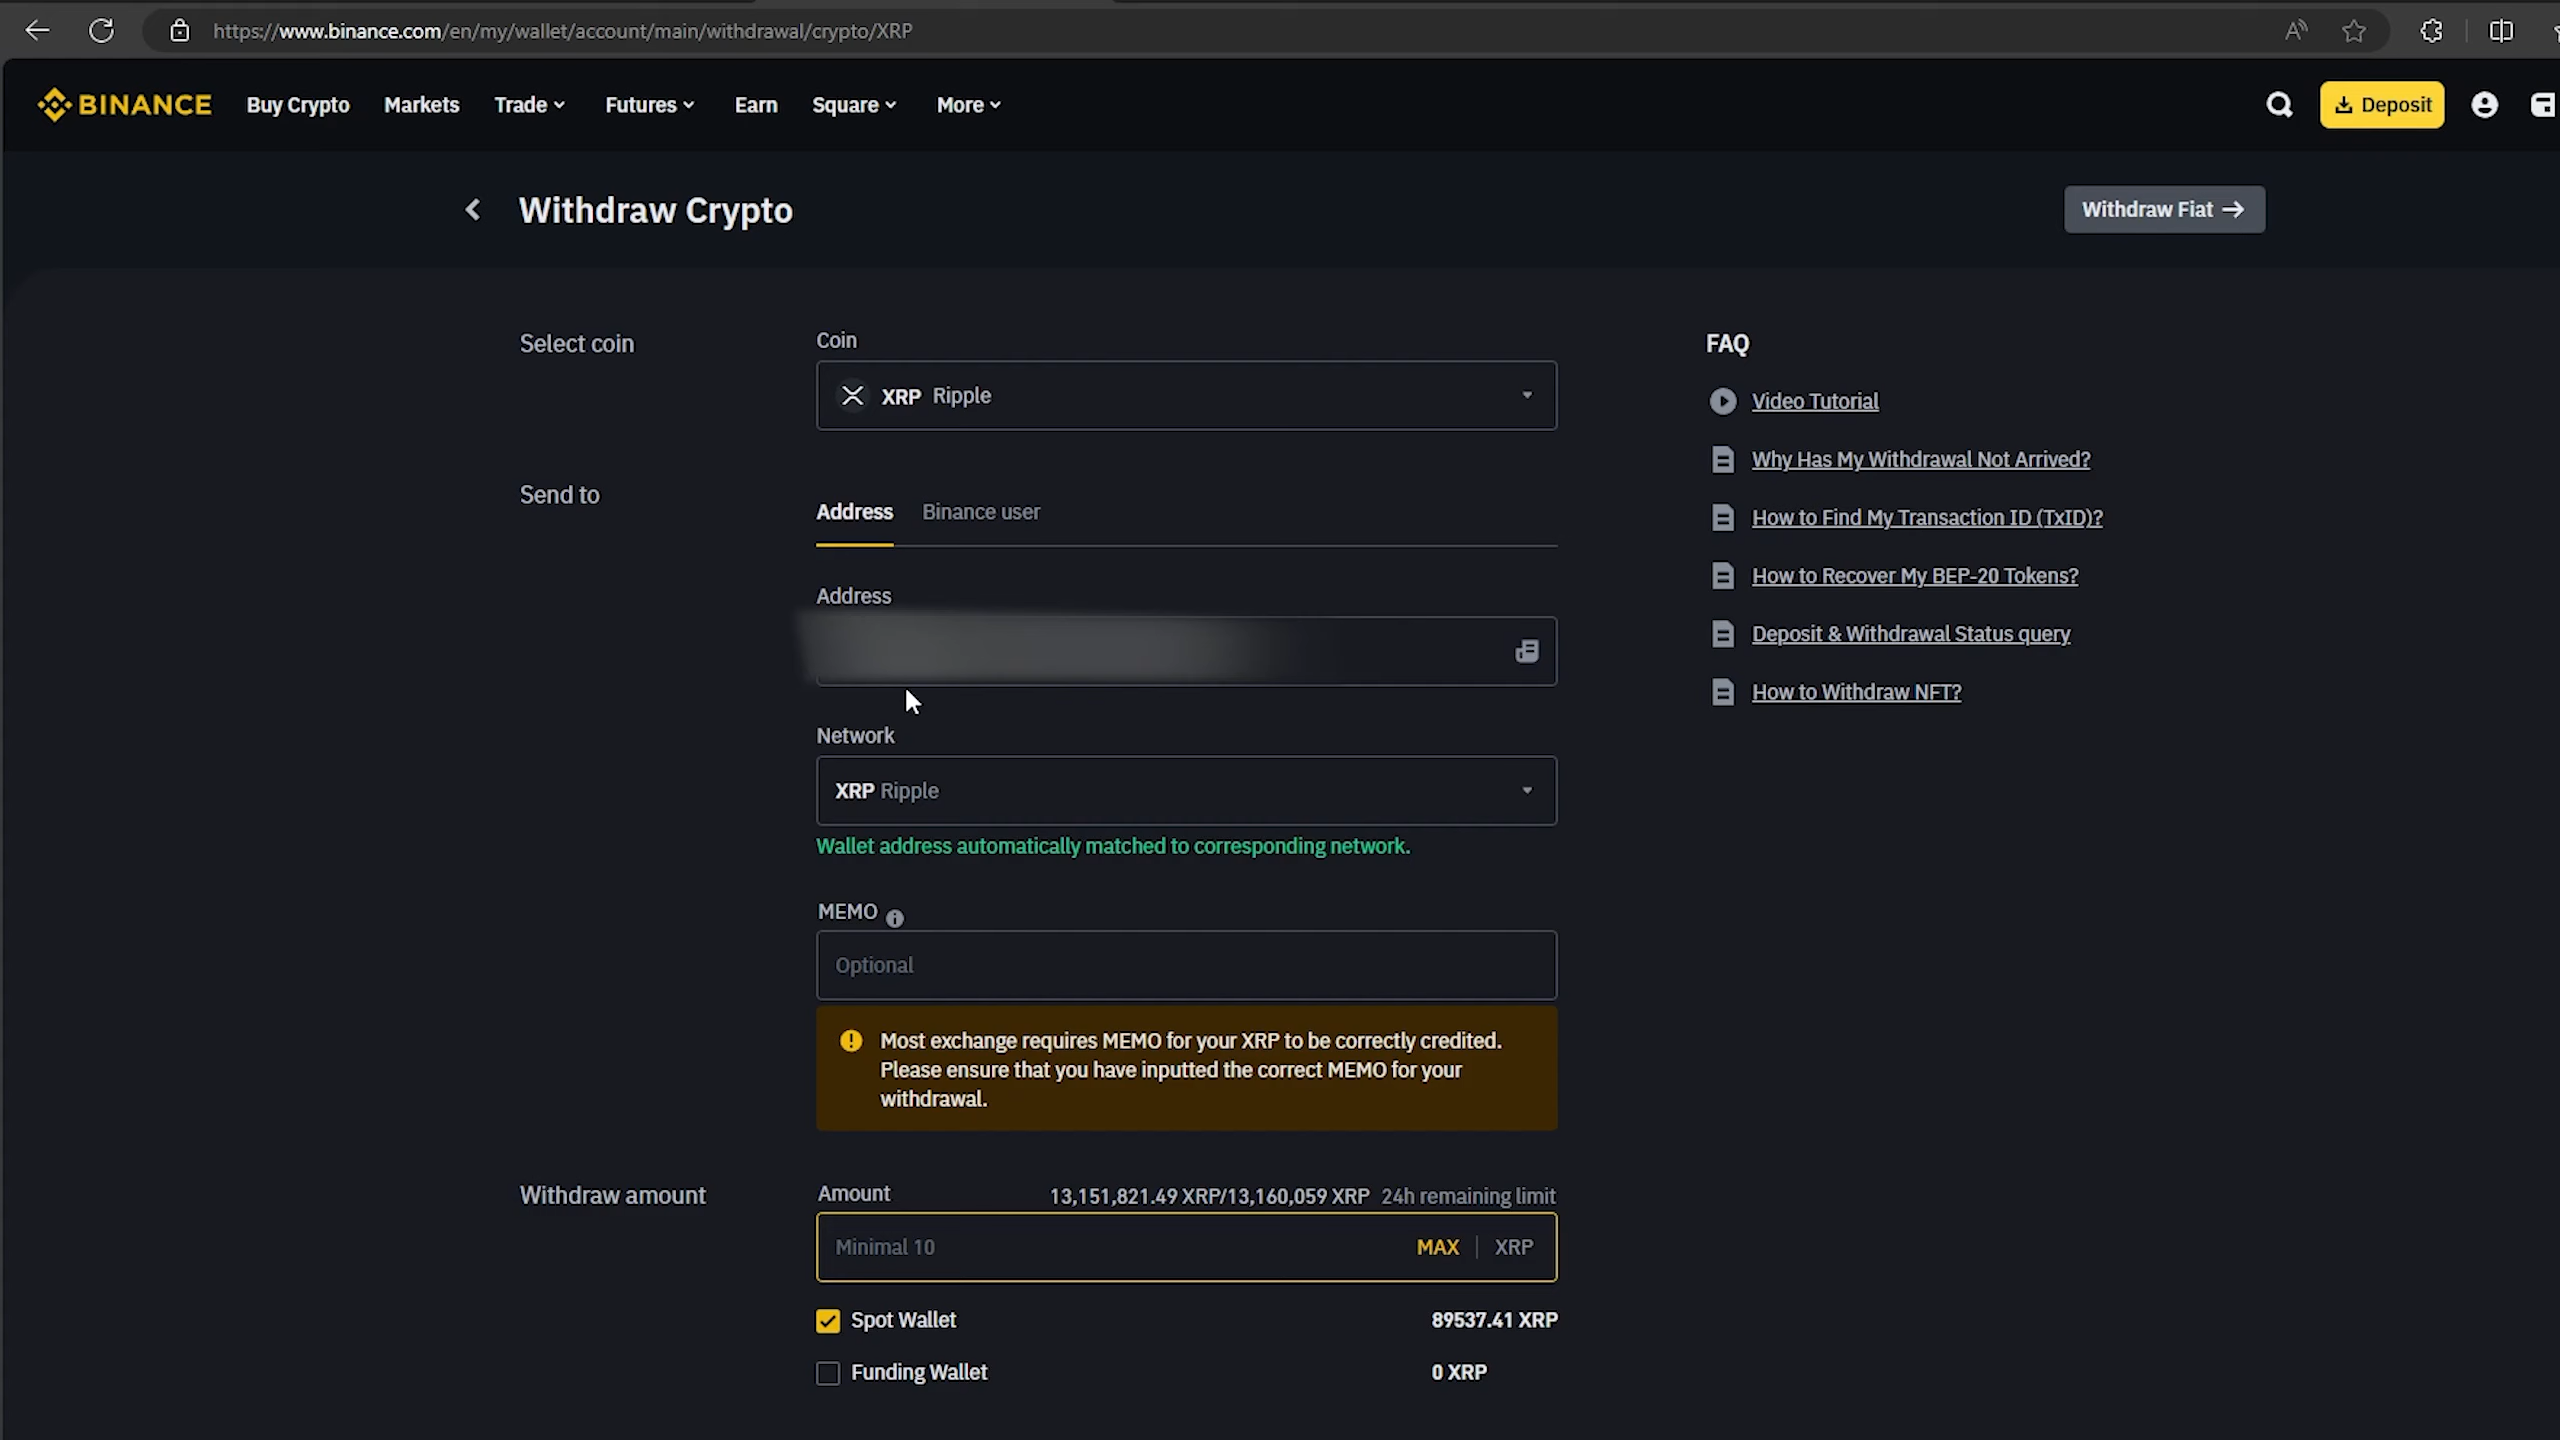 https://www.binance.com/en/my/wallet/account/main/withdrawal/crypto/XRP
BINANCE Buy Crypto Markets Trade Futures Earn Square More Deposit
Withdraw Crypto Withdraw Fiat →
Select coin
Coin
XRP Ripple
Send to
Address Binance user
Address
Network
XRP Ripple
Wallet address automatically matched to corresponding network.
MEMO
Optional
Most exchange requires MEMO for your XRP to be correctly credited.
Please ensure that you have inputted the correct MEMO for your
withdrawal.
Withdraw amount
Amount 13,151,821.49 XRP/13,160,059 XRP 24h remaining limit
Minimal 10 MAX | XRP
Spot Wallet 89537.41 XRP
Funding Wallet 0 XRP
FAQ
Video Tutorial
Why Has My Withdrawal Not Arrived?
How to Find My Transaction ID (TxID)?
How to Recover My BEP-20 Tokens?
Deposit & Withdrawal Status query
How to Withdraw NFT?